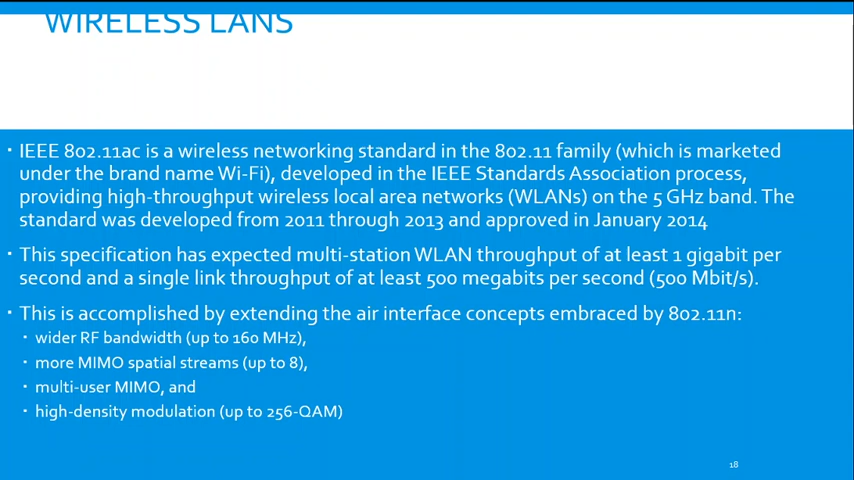 WIRELESS LANS
• IEEE 802.11ac is a wireless networking standard in the 802.11 family (which is marketed
under the brand name Wi-Fi), developed in the IEEE Standards Association process,
providing high-throughput wireless local area networks (WLANs) on the 5 GHz band. The
standard was developed from 2011 through 2013 and approved in January 2014
• This specification has expected multi-station WLAN throughput of at least 1 gigabit per
second and a single link throughput of at least 500 megabits per second (500 Mbit/s).
• This is accomplished by extending the air interface concepts embraced by 802.11n:
• wider RF bandwidth (up to 160 MHz),
• more MIMO spatial streams (up to 8),
• multi-user MIMO, and
• high-density modulation (up to 256-QAM)
18